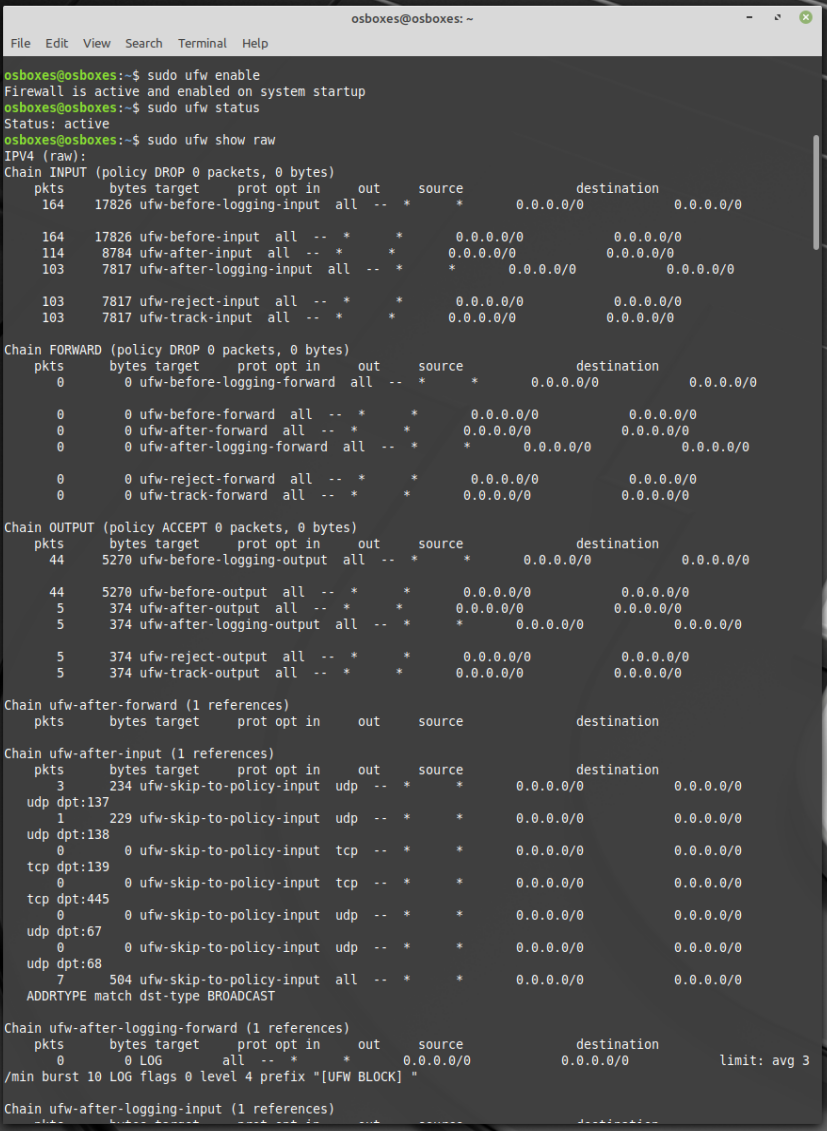 osboxes@osboxes: ~
File Edit View Search Terminal Help
osboxes@osboxes:~$ sudo ufw enable
Firewall is active and enabled on system startup
osboxes@osboxes:~$ sudo ufw status
Status: active
osboxes@osboxes:~$ sudo ufw show raw
IPV4 (raw):
Chain INPUT (policy DROP 0 packets, 0 bytes)
    pkts      bytes target     prot opt in     out     source               destination
     164    17826 ufw-before-logging-input  all  --  *      *       0.0.0.0/0            0.0.0.0/0

     164    17826 ufw-before-input  all  --  *      *       0.0.0.0/0            0.0.0.0/0
     114     8784 ufw-after-input  all  --  *      *       0.0.0.0/0            0.0.0.0/0
     103     7817 ufw-after-logging-input  all  --  *      *       0.0.0.0/0            0.0.0.0/0

     103     7817 ufw-reject-input  all  --  *      *       0.0.0.0/0            0.0.0.0/0
     103     7817 ufw-track-input  all  --  *      *       0.0.0.0/0            0.0.0.0/0

Chain FORWARD (policy DROP 0 packets, 0 bytes)
    pkts      bytes target     prot opt in     out     source               destination
       0        0 ufw-before-logging-forward  all  --  *      *       0.0.0.0/0            0.0.0.0/0

       0        0 ufw-before-forward  all  --  *      *       0.0.0.0/0            0.0.0.0/0
       0        0 ufw-after-forward  all  --  *      *       0.0.0.0/0            0.0.0.0/0
       0        0 ufw-after-logging-forward  all  --  *      *       0.0.0.0/0            0.0.0.0/0

       0        0 ufw-reject-forward  all  --  *      *       0.0.0.0/0            0.0.0.0/0
       0        0 ufw-track-forward  all  --  *      *       0.0.0.0/0            0.0.0.0/0

Chain OUTPUT (policy ACCEPT 0 packets, 0 bytes)
    pkts      bytes target     prot opt in     out     source               destination
      44     5270 ufw-before-logging-output  all  --  *      *       0.0.0.0/0            0.0.0.0/0

      44     5270 ufw-before-output  all  --  *      *       0.0.0.0/0            0.0.0.0/0
       5      374 ufw-after-output  all  --  *      *       0.0.0.0/0            0.0.0.0/0
       5      374 ufw-after-logging-output  all  --  *      *       0.0.0.0/0            0.0.0.0/0

       5      374 ufw-reject-output  all  --  *      *       0.0.0.0/0            0.0.0.0/0
       5      374 ufw-track-output  all  --  *      *       0.0.0.0/0            0.0.0.0/0

Chain ufw-after-forward (1 references)
    pkts      bytes target     prot opt in     out     source               destination

Chain ufw-after-input (1 references)
    pkts      bytes target     prot opt in     out     source               destination
       3      234 ufw-skip-to-policy-input  udp  --  *      *       0.0.0.0/0            0.0.0.0/0
   udp dpt:137
       1      229 ufw-skip-to-policy-input  udp  --  *      *       0.0.0.0/0            0.0.0.0/0
   udp dpt:138
       0        0 ufw-skip-to-policy-input  tcp  --  *      *       0.0.0.0/0            0.0.0.0/0
   tcp dpt:139
       0        0 ufw-skip-to-policy-input  tcp  --  *      *       0.0.0.0/0            0.0.0.0/0
   tcp dpt:445
       0        0 ufw-skip-to-policy-input  udp  --  *      *       0.0.0.0/0            0.0.0.0/0
   udp dpt:67
       0        0 ufw-skip-to-policy-input  udp  --  *      *       0.0.0.0/0            0.0.0.0/0
   udp dpt:68
       7      504 ufw-skip-to-policy-input  all  --  *      *       0.0.0.0/0            0.0.0.0/0
   ADDRTYPE match dst-type BROADCAST

Chain ufw-after-logging-forward (1 references)
    pkts      bytes target     prot opt in     out     source               destination
       0        0 LOG        all  --  *      *       0.0.0.0/0            0.0.0.0/0            limit: avg 3
/min burst 10 LOG flags 0 level 4 prefix "[UFW BLOCK] "

Chain ufw-after-logging-input (1 references)
    pkts      bytes target     prot opt in     out     source               destination